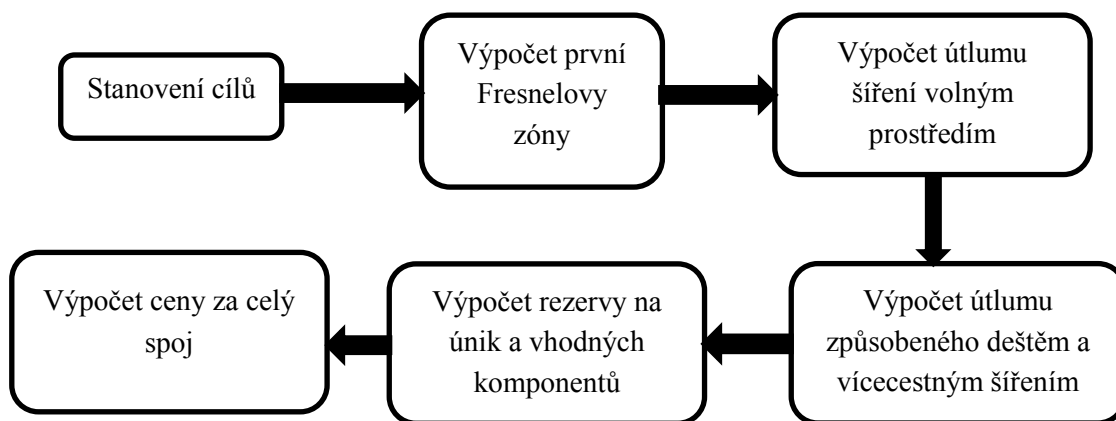 Stanovení cílů
Výpočet první
Fresnelovy
zóny
Výpočet útlumu
šíření volným
prostředím
Výpočet útlumu
způsobeného deštěm a
vícecestným šířením
Výpočet rezervy na
únik a vhodných
komponentů
Výpočet ceny za celý
spoj